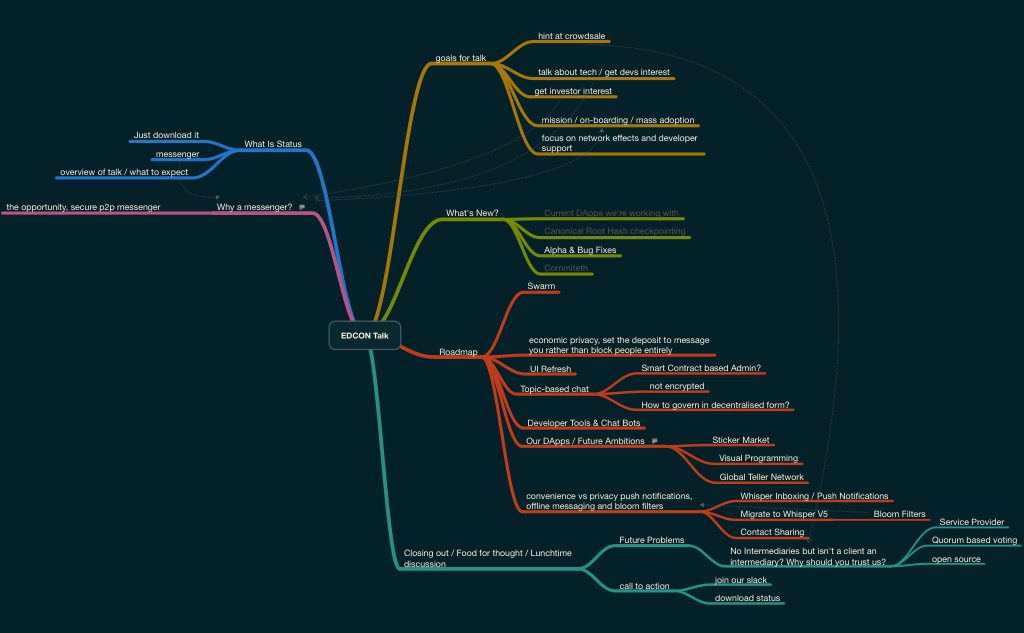 hint at crowdsale
goals for talk
talk about tech / get devs interest
get investor interest
mission / on-boarding / mass adoption
focus on network effects and developer
support
Just download it
What Is Status
messenger
overview of talk / what to expect
the opportunity, secure p2p messenger
Why a messenger?
What's New?
Current DApps we're working with
Canonical Root Hash checkpointing
Alpha & Bug Fixes
Commiteth
Swarm
EDCON Talk
Roadmap
economic privacy, set the deposit to message
you rather than block people entirely
UI Refresh
Topic-based chat
Smart Contract based Admin?
not encrypted
How to govern in decentralised form?
Developer Tools & Chat Bots
Our DApps / Future Ambitions
Sticker Market
Visual Programming
Global Teller Network
convenience vs privacy push notifications,
offline messaging and bloom filters
Whisper Inboxing / Push Notifications
Migrate to Whisper V5
Bloom Filters
Contact Sharing
Closing out / Food for thought / Lunchtime
discussion
Future Problems
No Intermediaries but isn't a client an
intermediary? Why should you trust us?
Service Provider
Quorum based voting
open source
call to action
join our slack
download status